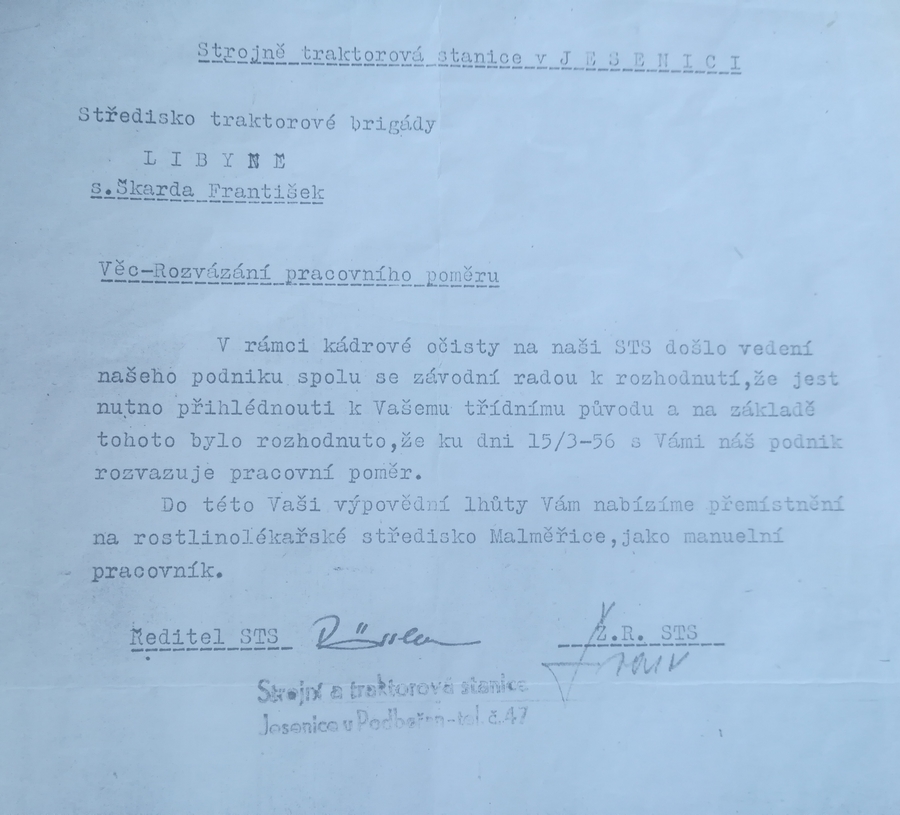 Strojně traktorová stanice v J E S E N I C I
Středisko traktorové brigády
L I B Y N E
s.Škarda František
Věc-Rozvázání pracovního poměru
V rámci kádrové očisty na naši STS došlo vedení
našeho podniku spolu se závodní radou k rozhodnutí,že jest
nutno přihlédnouti k Vašemu třídnímu původu a na základě
tohoto bylo rozhodnuto,že ku dni 15/3-56 s Vámi náš podnik
rozvazuje pracovní poměr.
Do této Vaši výpovědní lhůty Vám nabízíme přemístnění
na rostlinolékařské středisko Malměřice,jako manuelní
pracovník.
Ředitel STS
Z.R. STS
Strojní a traktorová stanice
Jesenice u Podbořan-tel. č.47